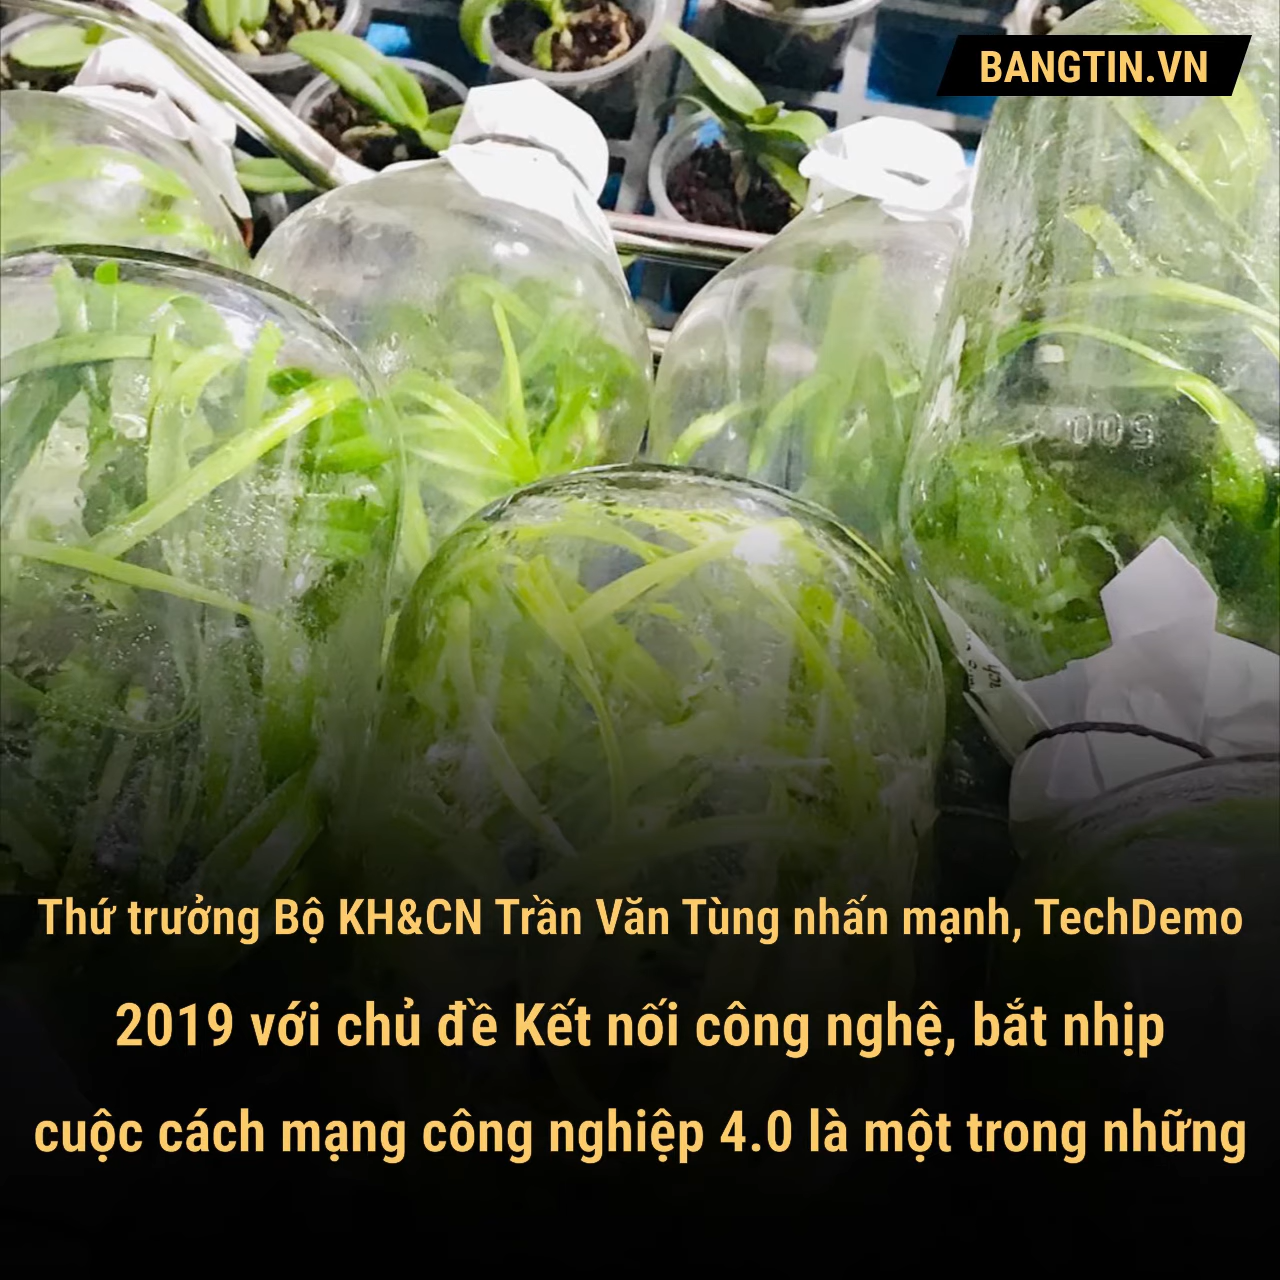 BANGTIN.VN
005
Thứ trưởng Bộ KH&CN Trần Văn Tùng nhấn mạnh, TechDemo
2019 với chủ đề Kết nối công nghệ, bắt nhịp
cuộc cách mạng công nghiệp 4.0 là một trong những